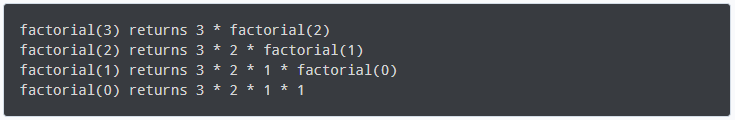 factorial(3) returns 3 * factorial(2)
factorial(2) returns 3 * 2 * factorial(1)
factorial(1) returns 3 * 2 * 1 * factorial(0)
factorial(0) returns 3 * 2 * 1 * 1